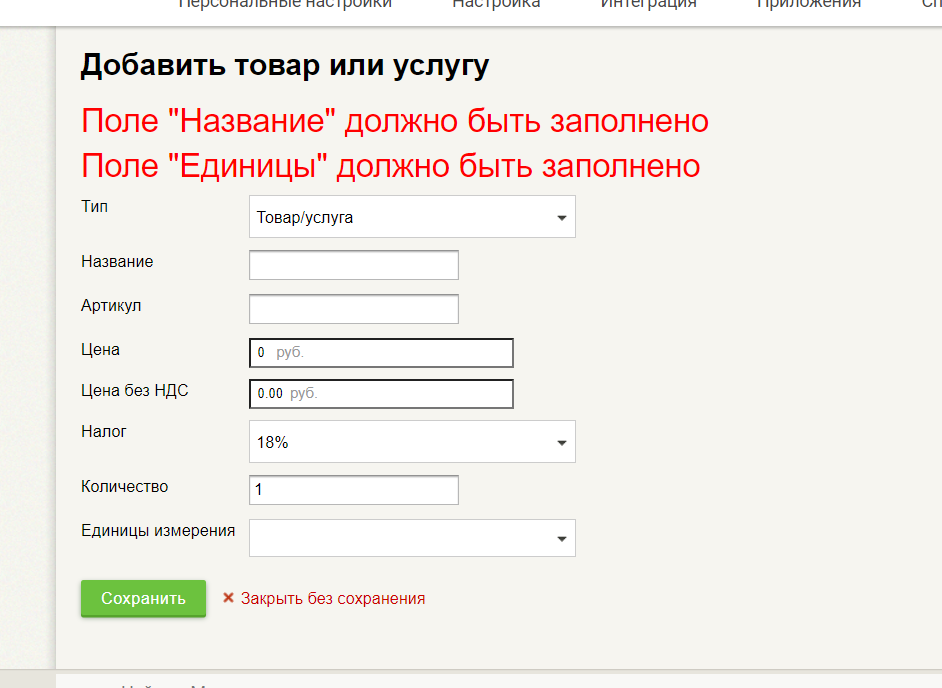 Персональные настройки Настройка Интеграция Приложения
Добавить товар или услугу
Поле "Название" должно быть заполнено
Поле "Единицы" должно быть заполнено
Тип
Товар/услуга
Название
Артикул
Цена
0 руб.
Цена без НДС
0.00 руб.
Налог
18%
Количество
1
Единицы измерения
Сохранить
Закрыть без сохранения